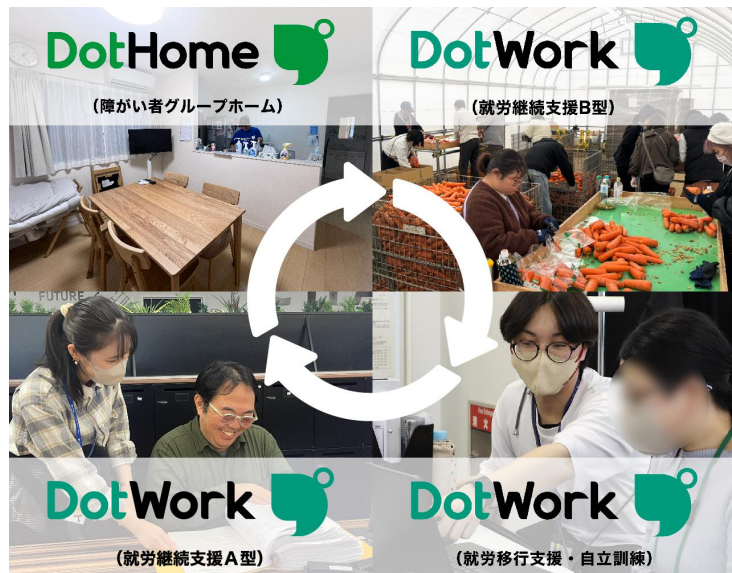 DotHome
(障がい者グループホーム)
DotWork
(就労継続支援B型)
FUTURE
消火
DotWork
(就労継続支援A型)
DotWork
(就労移行支援・自立訓練)